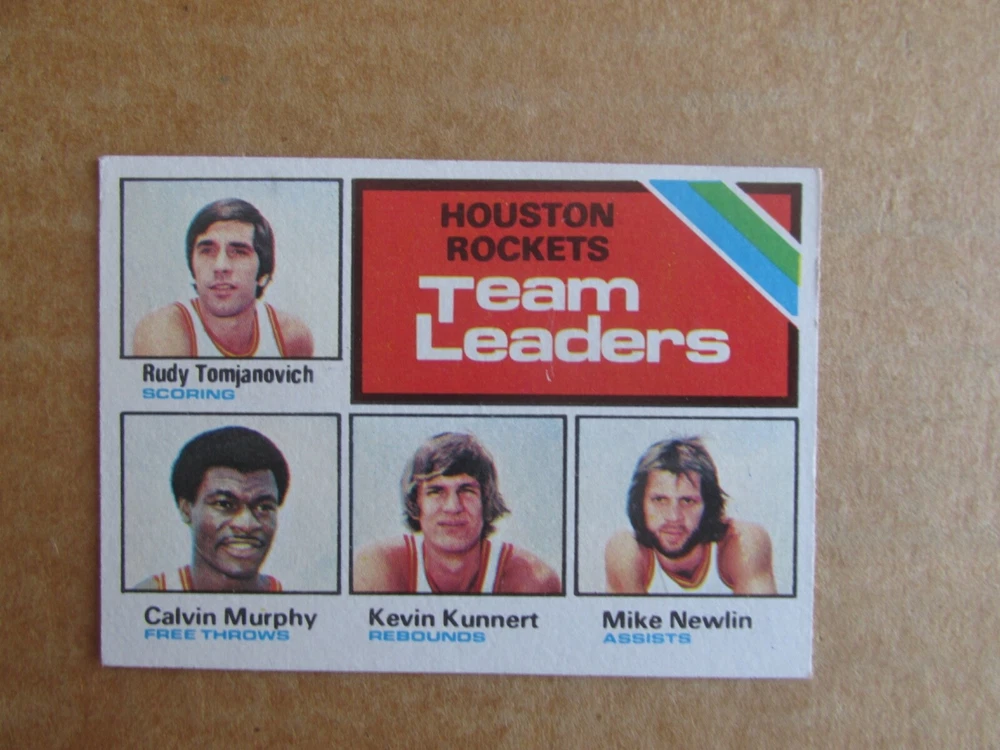 HOUSTON
ROCKETS
Team
Leaders
Rudy Tomjanovich
SCORING
Calvin Murphy
FREE THROWS
Kevin Kunnert
REBOUNDS
Mike Newlin
ASSISTS